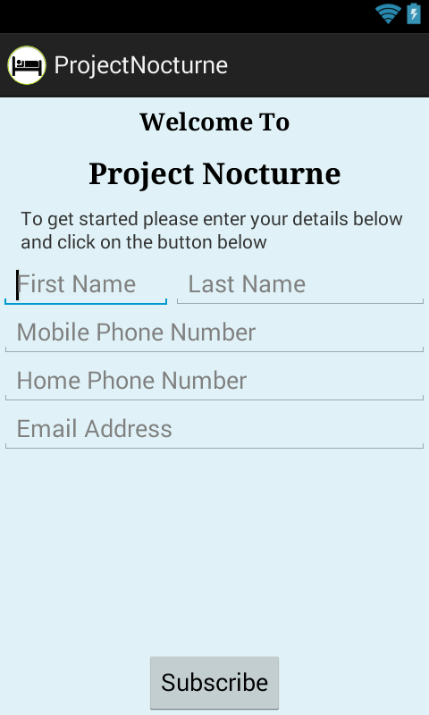 ProjectNocturne
Welcome To
Project Nocturne
To get started please enter your details below
and click on the button below
First Name Last Name
Mobile Phone Number
Home Phone Number
Email Address
Subscribe